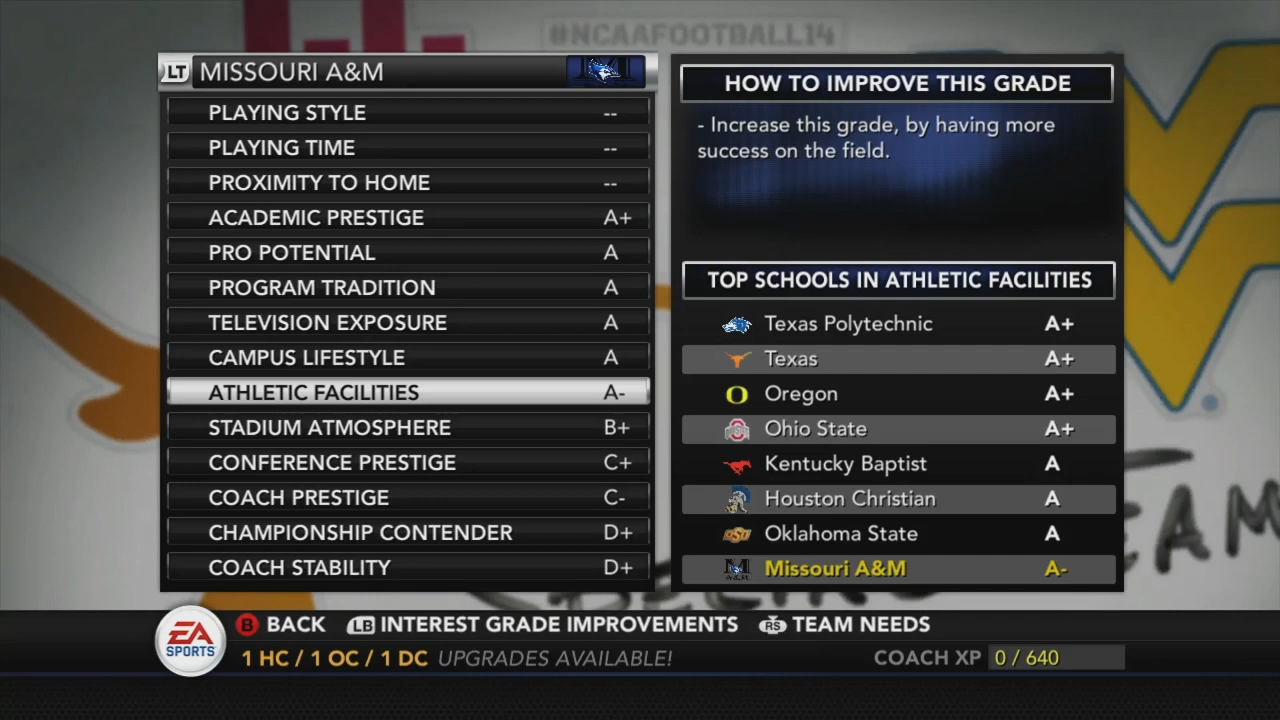 #NCAAFOOTBALL14
LT MISSOURI A&M
PLAYING STYLE --
PLAYING TIME --
PROXIMITY TO HOME --
ACADEMIC PRESTIGE A+
PRO POTENTIAL A
PROGRAM TRADITION A
TELEVISION EXPOSURE A
CAMPUS LIFESTYLE A
ATHLETIC FACILITIES A-
STADIUM ATMOSPHERE B+
CONFERENCE PRESTIGE C+
COACH PRESTIGE C-
CHAMPIONSHIP CONTENDER D+
COACH STABILITY D+
HOW TO IMPROVE THIS GRADE
- Increase this grade, by having more
success on the field.
TOP SCHOOLS IN ATHLETIC FACILITIES
Texas Polytechnic A+
Texas A+
Oregon A+
Ohio State A+
Kentucky Baptist A
Houston Christian A
Oklahoma State A
Missouri A&M A-
EA SPORTS
B BACK LB INTEREST GRADE IMPROVEMENTS RS TEAM NEEDS
1 HC / 1 OC / 1 DC UPGRADES AVAILABLE! COACH XP 0 / 640